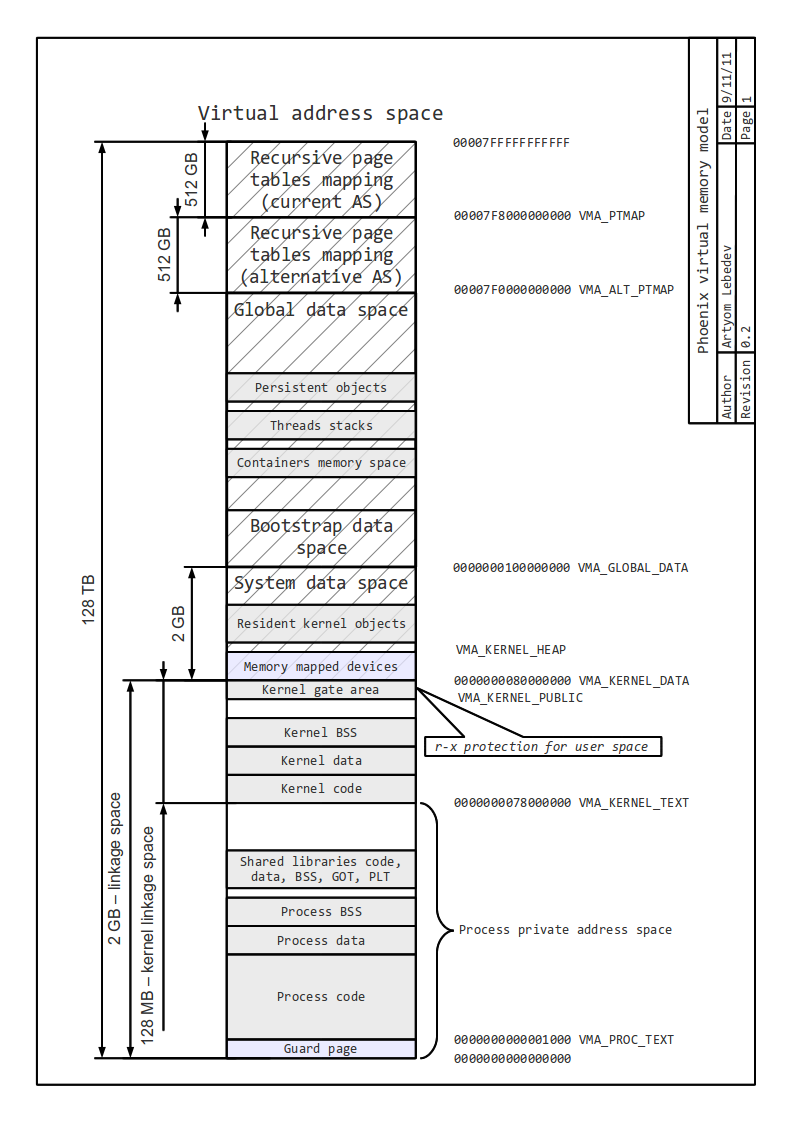 Phoenix virtual memory model
Date 9/11/11
Page 1
Author Artyom Lebedev
Revision 0.2
Virtual address space
00007FFFFFFFFFFF
512 GB
Recursive page
tables mapping
(current AS)
00007F8000000000 VMA_PTMAP
512 GB
Recursive page
tables mapping
(alternative AS)
00007F0000000000 VMA_ALT_PTMAP
Global data space
Persistent objects
Threads stacks
Containers memory space
Bootstrap data
space
0000000100000000 VMA_GLOBAL_DATA
128 TB
2 GB
System data space
Resident kernel objects
VMA_KERNEL_HEAP
Memory mapped devices
0000000080000000 VMA_KERNEL_DATA
Kernel gate area
VMA_KERNEL_PUBLIC
r-x protection for user space
Kernel BSS
Kernel data
Kernel code
0000000078000000 VMA_KERNEL_TEXT
2 GB – linkage space
128 MB – kernel linkage space
Shared libraries code,
data, BSS, GOT, PLT
Process BSS
Process private address space
Process data
Process code
0000000000001000 VMA_PROC_TEXT
Guard page
0000000000000000